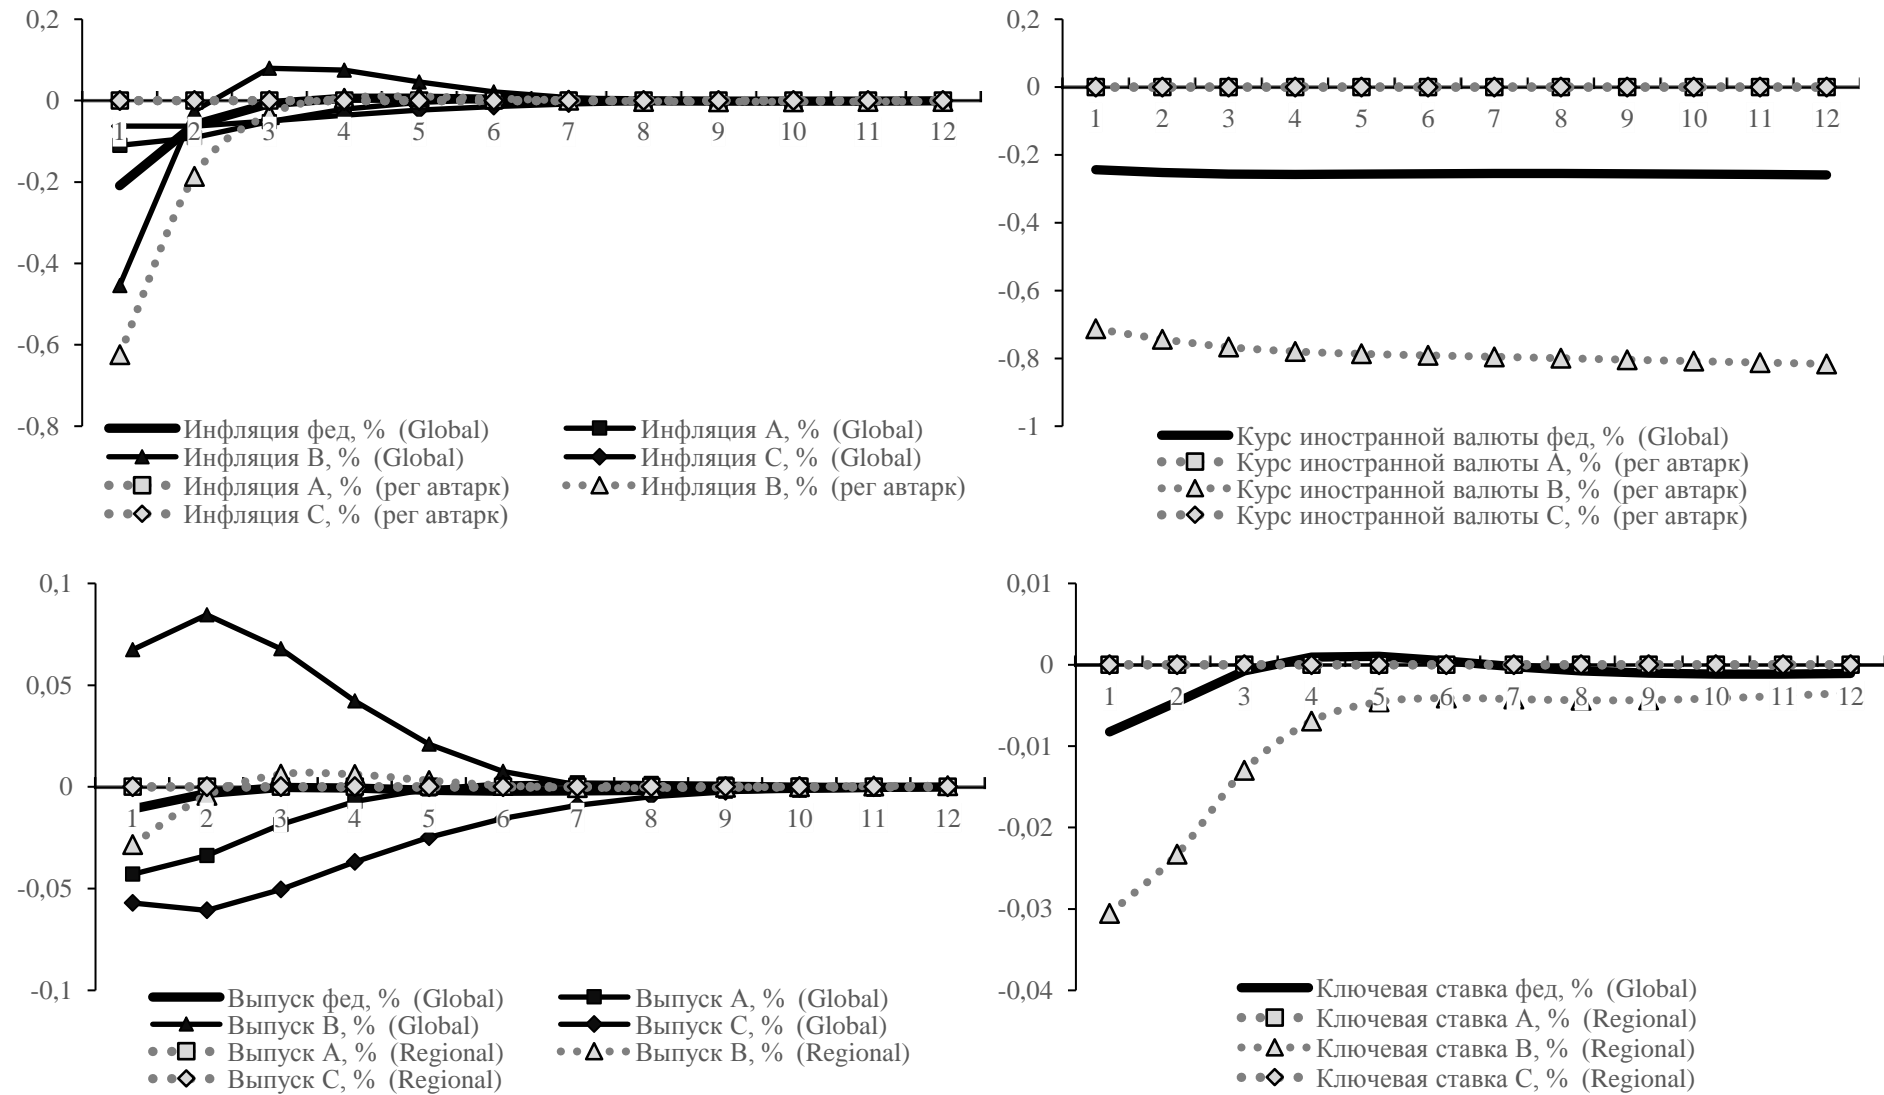 0,2
0
-0,2
-0,4
-0,6
-0,8
1 2 3 4 5 6 7 8 9 10 11 12
Инфляция фед, % (Global)
Инфляция A, % (Global)
Инфляция B, % (Global)
Инфляция C, % (Global)
Инфляция A, % (рег автарк)
Инфляция B, % (рег автарк)
Инфляция C, % (рег автарк)
0,2
0
-0,2
-0,4
-0,6
-0,8
-1
1 2 3 4 5 6 7 8 9 10 11 12
Курс иностранной валюты фед, % (Global)
Курс иностранной валюты A, % (рег автарк)
Курс иностранной валюты B, % (рег автарк)
Курс иностранной валюты C, % (рег автарк)
0,1
0,05
0
-0,05
-0,1
1 2 3 4 5 6 7 8 9 10 11 12
Выпуск фед, % (Global)
Выпуск A, % (Global)
Выпуск B, % (Global)
Выпуск C, % (Global)
Выпуск A, % (Regional)
Выпуск B, % (Regional)
Выпуск C, % (Regional)
0,01
0
-0,01
-0,02
-0,03
-0,04
1 2 3 4 5 6 7 8 9 10 11 12
Ключевая ставка фед, % (Global)
Ключевая ставка A, % (Regional)
Ключевая ставка B, % (Regional)
Ключевая ставка C, % (Regional)